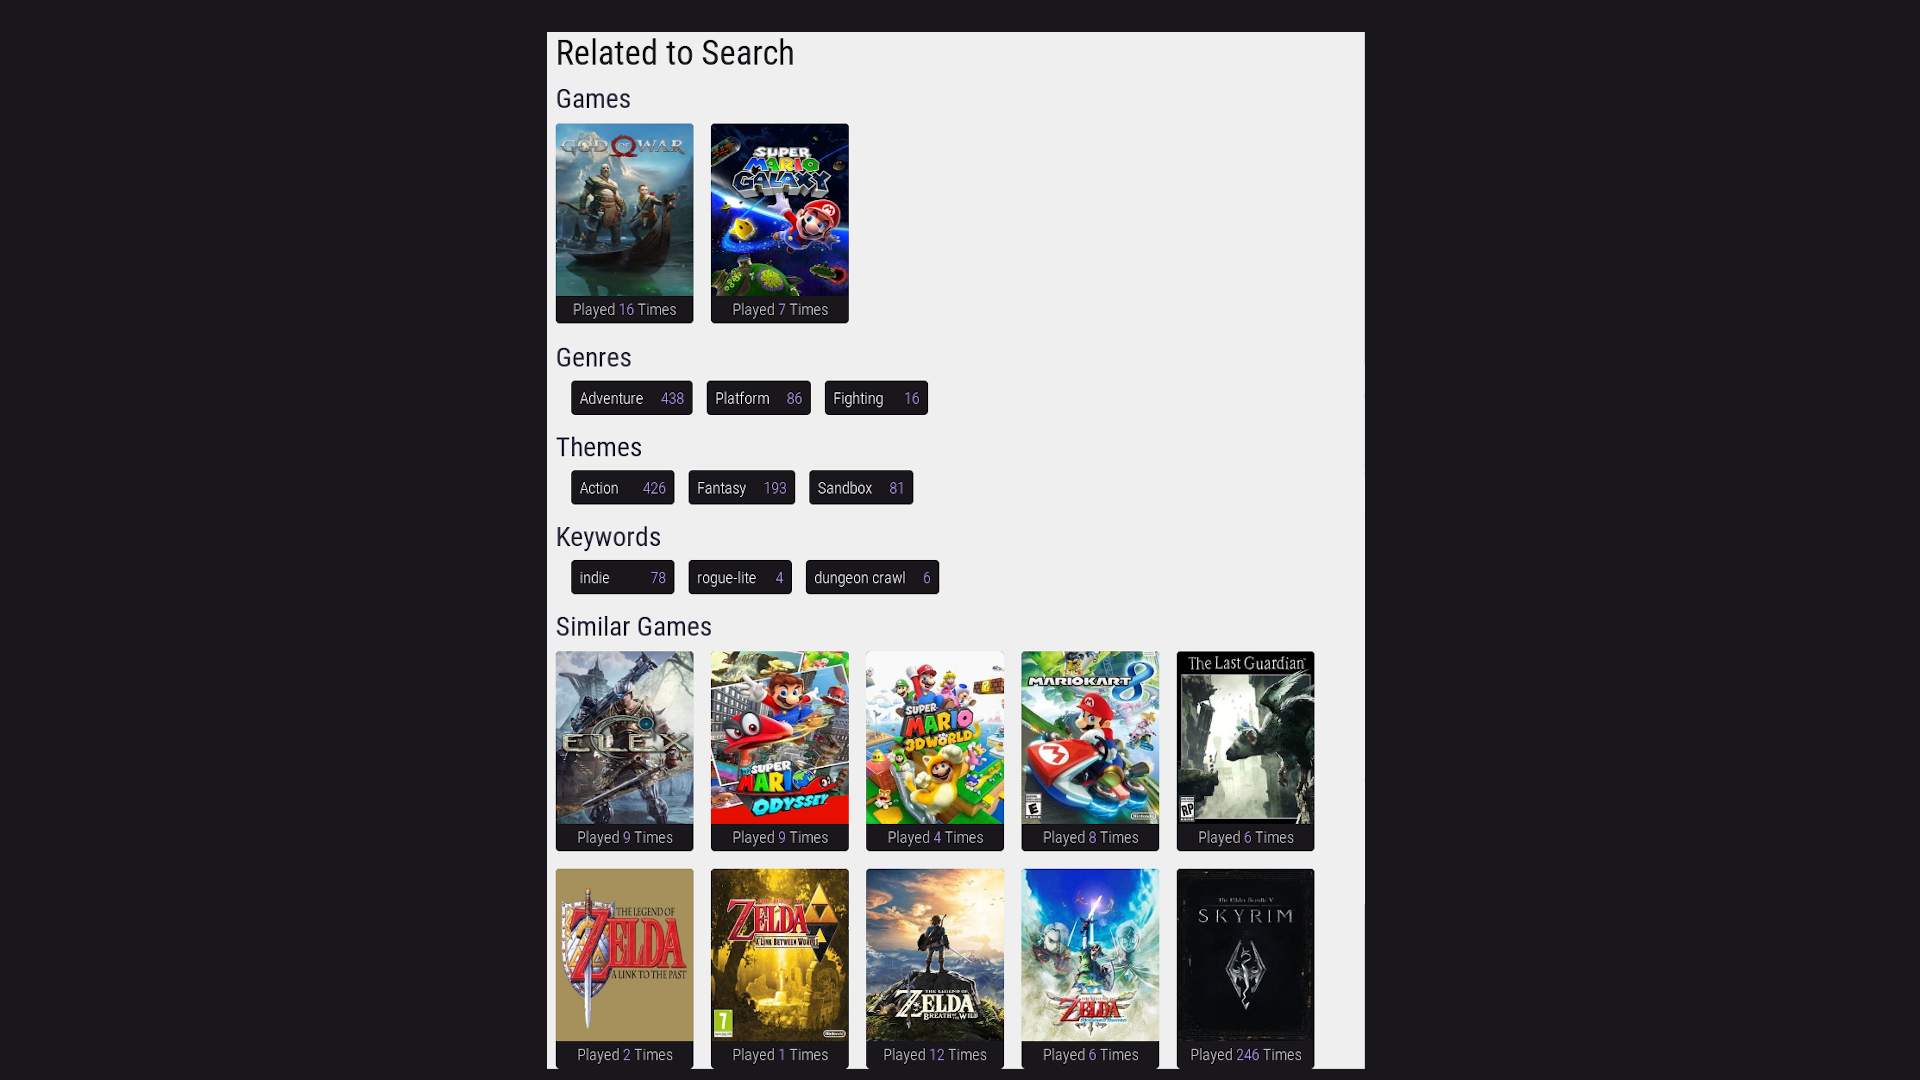 Related to Search
Games
GOD OF WAR
SUPER
MARIO
GALAXY
Played 16 Times
Played 7 Times
Genres
Adventure 438
Platform 86
Fighting 16
Themes
Action 426
Fantasy 193
Sandbox 81
Keywords
indie 78
rogue-lite 4
dungeon crawl 6
Similar Games
ELEX
SUPER
MARIO
ODYSSEY
SUPER
MARIO
3D WORLD
MARIOKART 8
E
Nintendo
The Last Guardian
RP
Played 9 Times
Played 9 Times
Played 4 Times
Played 8 Times
Played 6 Times
THE LEGEND OF
ZELDA
A LINK TO THE PAST
ZELDA
A LINK BETWEEN WORLDS
7
Nintendo
THE LEGEND OF
ZELDA
BREATH OF THE WILD
ZELDA
The Elder Scrolls V
SKYRIM
Played 2 Times
Played 1 Times
Played 12 Times
Played 6 Times
Played 246 Times